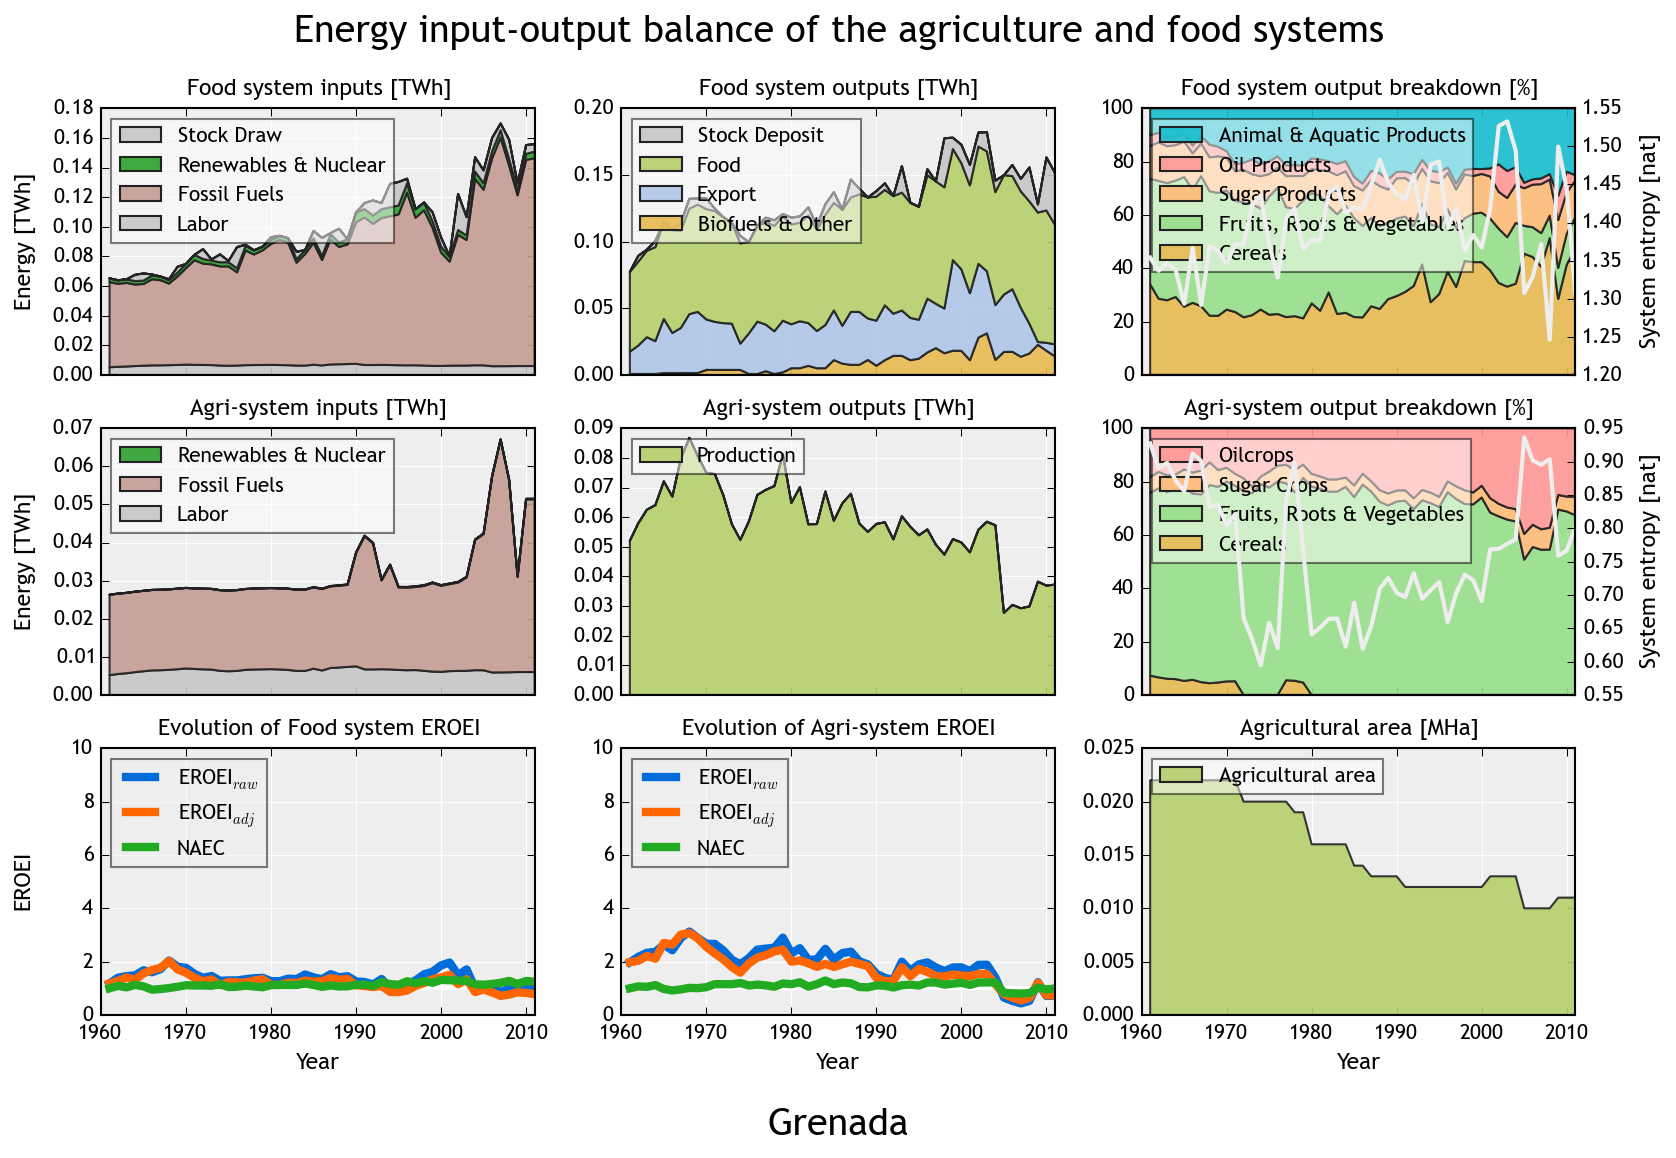 Energy input-output balance of the agriculture and food systems
Food system inputs [TWh]
Energy [TWh]
0.18
0.16
0.14
0.12
0.10
0.08
0.06
0.04
0.02
0.00
Stock Draw
Renewables & Nuclear
Fossil Fuels
Labor
Food system outputs [TWh]
0.20
0.15
0.10
0.05
0.00
Stock Deposit
Food
Export
Biofuels & Other
Food system output breakdown [%]
100
80
60
40
20
0
Animal & Aquatic Products
Oil Products
Sugar Products
Fruits, Roots & Vegetables
Cereals
1.55
1.50
1.45
1.40
1.35
1.30
1.25
1.20
System entropy [nat]
Agri-system inputs [TWh]
Energy [TWh]
0.07
0.06
0.05
0.04
0.03
0.02
0.01
0.00
Renewables & Nuclear
Fossil Fuels
Labor
Agri-system outputs [TWh]
0.09
0.08
0.07
0.06
0.05
0.04
0.03
0.02
0.01
0.00
Production
Agri-system output breakdown [%]
100
80
60
40
20
0
Oilcrops
Sugar Crops
Fruits, Roots & Vegetables
Cereals
0.95
0.90
0.85
0.80
0.75
0.70
0.65
0.60
0.55
System entropy [nat]
Evolution of Food system EROEI
EROEI
10
8
6
4
2
0
EROEI raw
EROEI adj
NAEC
1960 1970 1980 1990 2000 2010
Year
Evolution of Agri-system EROEI
10
8
6
4
2
0
EROEI raw
EROEI adj
NAEC
1960 1970 1980 1990 2000 2010
Year
Agricultural area [MHa]
0.025
0.020
0.015
0.010
0.005
0.000
Agricultural area
1960 1970 1980 1990 2000 2010
Year
Grenada